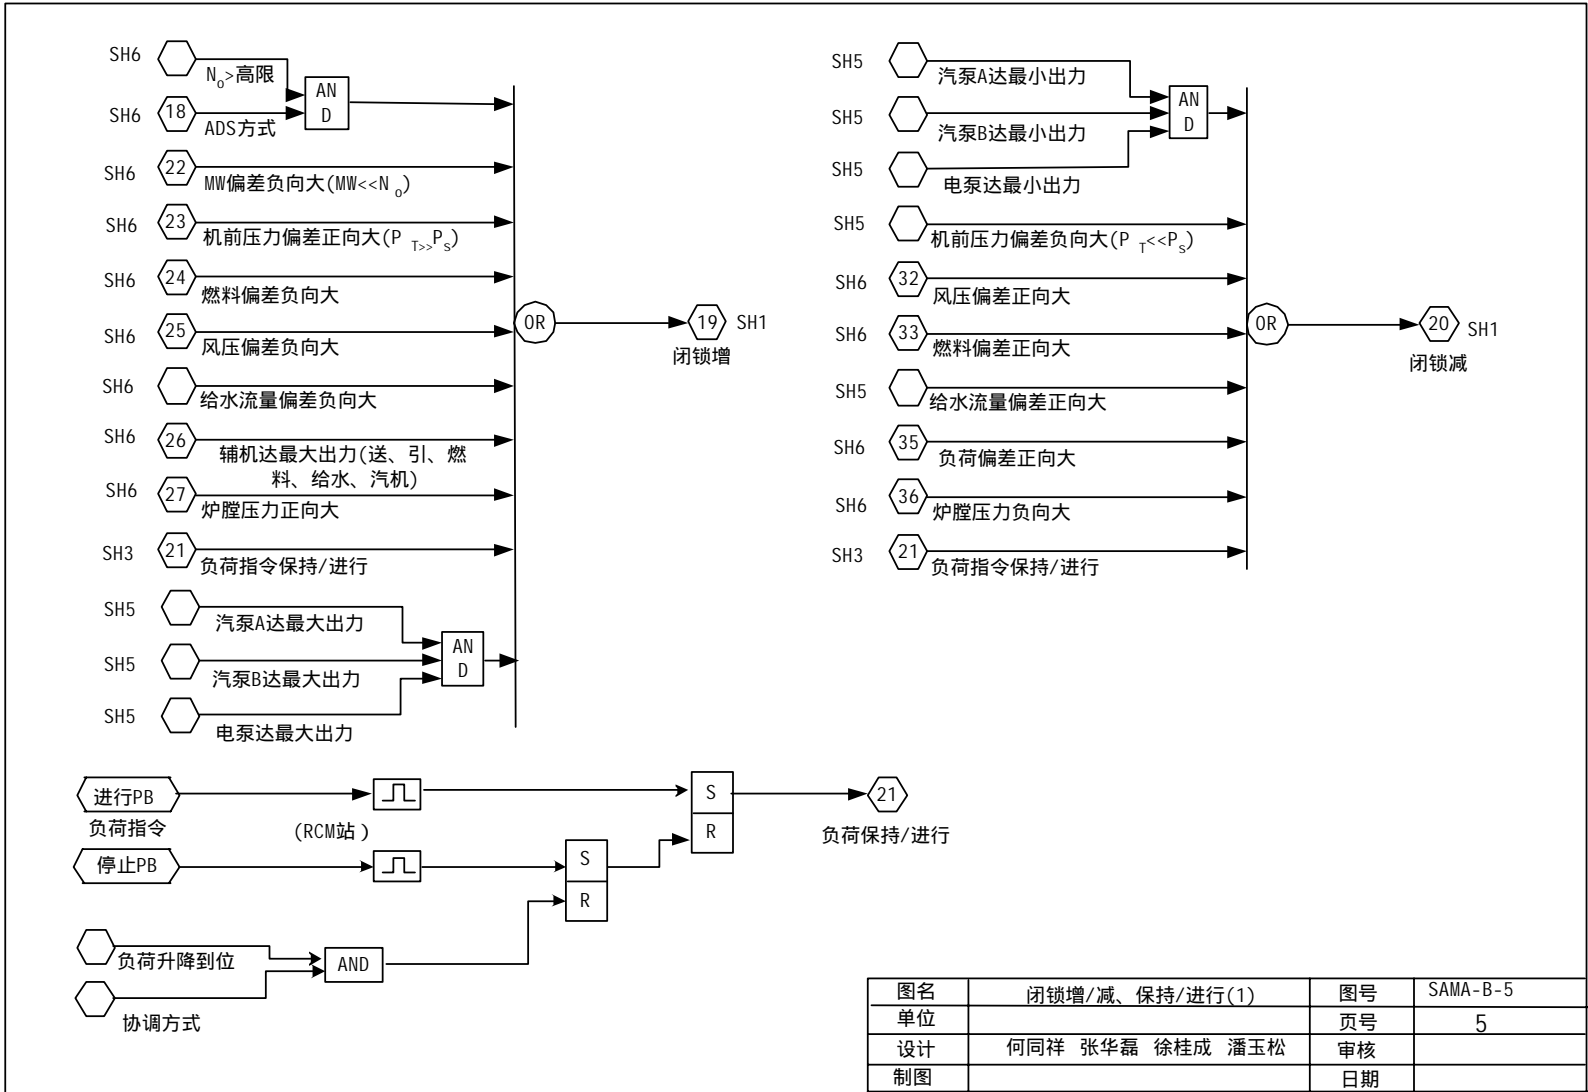 SH6
N o>高限
SH6 18 ADS方式
AN
D
SH6 22 MW偏差负向大(MW<<N o)
SH6 23 机前压力偏差正向大(P T>>P s)
SH6 24 燃料偏差负向大
SH6 25 风压偏差负向大
SH6 给水流量偏差负向大
SH6 26 辅机达最大出力(送、引、燃
料、给水、汽机)
SH6 27 炉膛压力正向大
SH3 21 负荷指令保持/进行
SH5 汽泵A达最大出力
SH5 汽泵B达最大出力
SH5 电泵达最大出力
AN
D
OR
19 SH1
闭锁增
SH5 汽泵A达最小出力
SH5 汽泵B达最小出力
SH5 电泵达最小出力
AN
D
SH5 机前压力偏差负向大(P T<<P s)
SH6 32 风压偏差正向大
SH6 33 燃料偏差正向大
SH5 给水流量偏差正向大
SH6 35 负荷偏差正向大
SH6 36 炉膛压力负向大
SH3 21 负荷指令保持/进行
OR
20 SH1
闭锁减
进行PB
负荷指令
(RCM站)
停止PB
S
R
S
R
21
负荷保持/进行
负荷升降到位
AND
协调方式
图名 闭锁增/减、保持/进行(1) 图号 SAMA-B-5
单位 页号 5
设计 何同祥 张华磊 徐桂成 潘玉松 审核
制图 日期